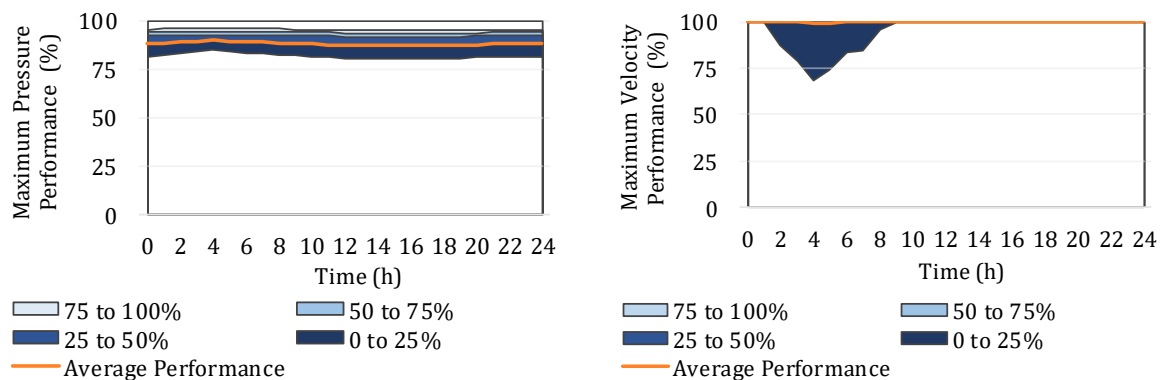 Maximum Pressure
Performance (%)
100
75
50
25
0
0 2 4 6 8 10 12 14 16 18 20 22 24
Time (h)
75 to 100%
50 to 75%
25 to 50%
0 to 25%
Average Performance
Maximum Velocity
Performance (%)
100
75
50
25
0
0 2 4 6 8 10 12 14 16 18 20 22 24
Time (h)
75 to 100%
50 to 75%
25 to 50%
0 to 25%
Average Performance